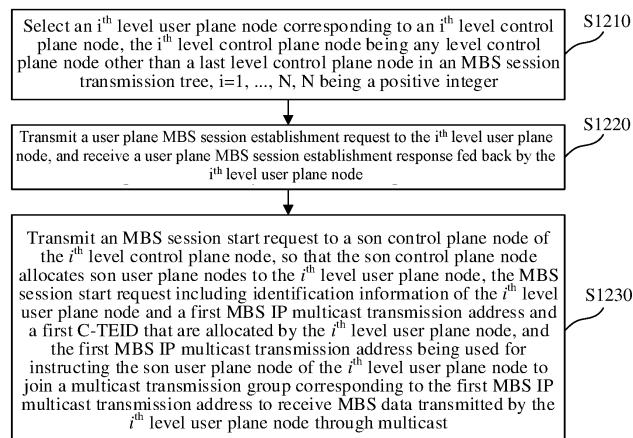 Select an ith level user plane node corresponding to an ith level control
plane node, the ith level control plane node being any level control
plane node other than a last level control plane node in an MBS session
transmission tree, i=1, ..., N, N being a positive integer
S1210
Transmit a user plane MBS session establishment request to the ith level user plane
node, and receive a user plane MBS session establishment response fed back by the
ith level user plane node
S1220
Transmit an MBS session start request to a son control plane node of
the ith level control plane node, so that the son control plane node
allocates son user plane nodes to the ith level user plane node, the MBS
session start request including identification information of the ith level
user plane node and a first MBS IP multicast transmission address and
a first C-TEID that are allocated by the ith level user plane node, and
the first MBS IP multicast transmission address being used for
instructing the son user plane node of the ith level user plane node to
join a multicast transmission group corresponding to the first MBS IP
multicast transmission address to receive MBS data transmitted by the
ith level user plane node through multicast
S1230